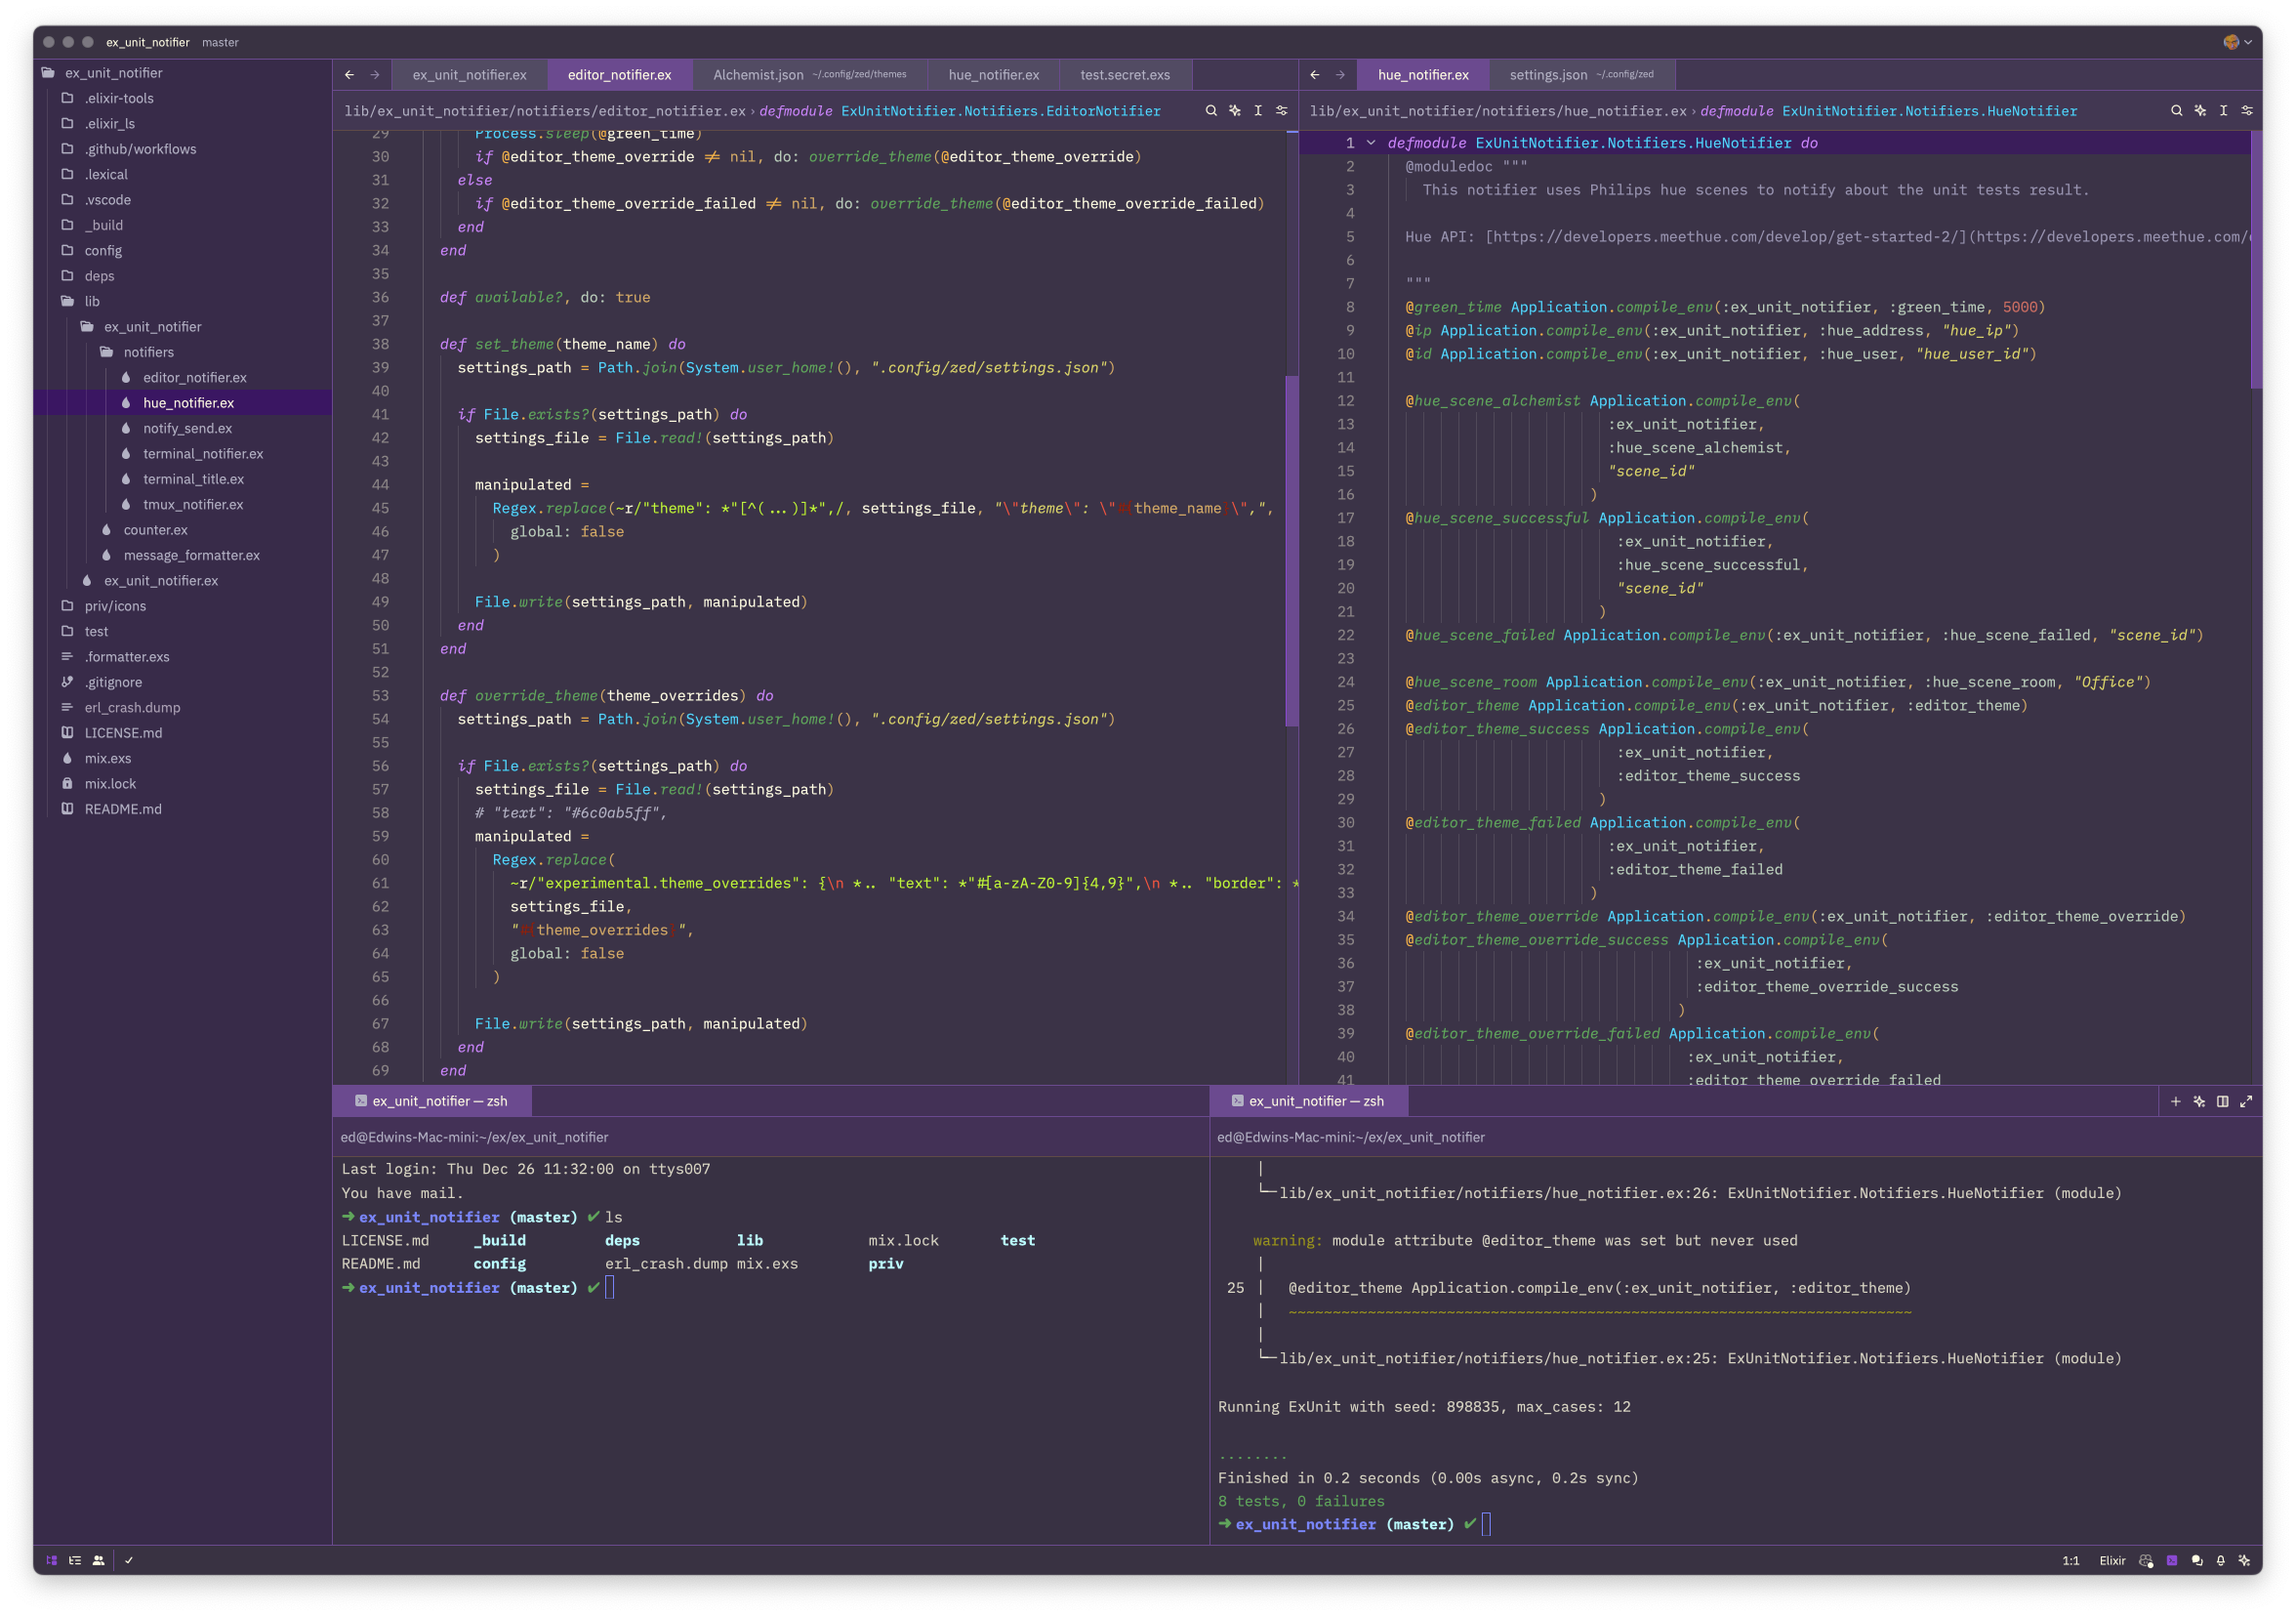 ex_unit_notifier master
ex_unit_notifier
.elixir-tools
.elixir_ls
.github/workflows
.lexical
.vscode
_build
config
deps
lib
ex_unit_notifier
notifiers
editor_notifier.ex
hue_notifier.ex
notify_send.ex
terminal_notifier.ex
terminal_title.ex
tmux_notifier.ex
counter.ex
message_formatter.ex
ex_unit_notifier.ex
priv/icons
test
.formatter.exs
.gitignore
erl_crash.dump
LICENSE.md
mix.exs
mix.lock
README.md
ex_unit_notifier.ex editor_notifier.ex Alchemist.json ~/.config/zed/themes hue_notifier.ex test.secret.exs
lib/ex_unit_notifier/notifiers/editor_notifier.ex › defmodule ExUnitNotifier.Notifiers.EditorNotifier
29 Process.sleep(@green_time)
30 if @editor_theme_override != nil, do: override_theme(@editor_theme_override)
31 else
32 if @editor_theme_override_failed != nil, do: override_theme(@editor_theme_override_failed)
33 end
34 end
35
36 def available?, do: true
37
38 def set_theme(theme_name) do
39 settings_path = Path.join(System.user_home!(), ".config/zed/settings.json")
40
41 if File.exists?(settings_path) do
42 settings_file = File.read!(settings_path)
43
44 manipulated =
45 Regex.replace(~r/"theme": *"[^(...)]*",/, settings_file, "\"theme\": \"#{theme_name}\",",
46 global: false
47 )
48
49 File.write(settings_path, manipulated)
50 end
51 end
52
53 def override_theme(theme_overrides) do
54 settings_path = Path.join(System.user_home!(), ".config/zed/settings.json")
55
56 if File.exists?(settings_path) do
57 settings_file = File.read!(settings_path)
58 # "text": "#6c0ab5ff",
59 manipulated =
60 Regex.replace(
61 ~r/"experimental.theme_overrides": {\n *.. "text": *"#[a-zA-Z0-9]{4,9}",\n *.. "border": *
62 settings_file,
63 "#{theme_overrides}",
64 global: false
65 )
66
67 File.write(settings_path, manipulated)
68 end
69 end
hue_notifier.ex settings.json ~/.config/zed
lib/ex_unit_notifier/notifiers/hue_notifier.ex › defmodule ExUnitNotifier.Notifiers.HueNotifier
1 defmodule ExUnitNotifier.Notifiers.HueNotifier do
2 @moduledoc """
3 This notifier uses Philips hue scenes to notify about the unit tests result.
4
5 Hue API: [https://developers.meethue.com/develop/get-started-2/](https://developers.meethue.com/
6
7 """
8 @green_time Application.compile_env(:ex_unit_notifier, :green_time, 5000)
9 @ip Application.compile_env(:ex_unit_notifier, :hue_address, "hue_ip")
10 @id Application.compile_env(:ex_unit_notifier, :hue_user, "hue_user_id")
11
12 @hue_scene_alchemist Application.compile_env(
13 :ex_unit_notifier,
14 :hue_scene_alchemist,
15 "scene_id"
16 )
17 @hue_scene_successful Application.compile_env(
18 :ex_unit_notifier,
19 :hue_scene_successful,
20 "scene_id"
21 )
22 @hue_scene_failed Application.compile_env(:ex_unit_notifier, :hue_scene_failed, "scene_id")
23
24 @hue_scene_room Application.compile_env(:ex_unit_notifier, :hue_scene_room, "Office")
25 @editor_theme Application.compile_env(:ex_unit_notifier, :editor_theme)
26 @editor_theme_success Application.compile_env(
27 :ex_unit_notifier,
28 :editor_theme_success
29 )
30 @editor_theme_failed Application.compile_env(
31 :ex_unit_notifier,
32 :editor_theme_failed
33 )
34 @editor_theme_override Application.compile_env(:ex_unit_notifier, :editor_theme_override)
35 @editor_theme_override_success Application.compile_env(
36 :ex_unit_notifier,
37 :editor_theme_override_success
38 )
39 @editor_theme_override_failed Application.compile_env(
40 :ex_unit_notifier,
41 :editor_theme_override_failed
ex_unit_notifier — zsh
ed@Edwins-Mac-mini:~/ex/ex_unit_notifier
Last login: Thu Dec 26 11:32:00 on ttys007
You have mail.
➜ ex_unit_notifier (master) ✔ ls
LICENSE.md _build deps lib mix.lock test
README.md config erl_crash.dump mix.exs priv
➜ ex_unit_notifier (master) ✔
ex_unit_notifier — zsh
ed@Edwins-Mac-mini:~/ex/ex_unit_notifier
│
└─lib/ex_unit_notifier/notifiers/hue_notifier.ex:26: ExUnitNotifier.Notifiers.HueNotifier (module)
warning: module attribute @editor_theme was set but never used
│
25 │ @editor_theme Application.compile_env(:ex_unit_notifier, :editor_theme)
│ ~~~~~~~~~~~~~~~~~~~~~~~~~~~~~~~~~~~~~~~~~~~~~~~~~~~~~~~~~~~~~~~~~~~~~~~
│
└─lib/ex_unit_notifier/notifiers/hue_notifier.ex:25: ExUnitNotifier.Notifiers.HueNotifier (module)
Running ExUnit with seed: 898835, max_cases: 12
........
Finished in 0.2 seconds (0.00s async, 0.2s sync)
8 tests, 0 failures
➜ ex_unit_notifier (master) ✔
1:1 Elixir